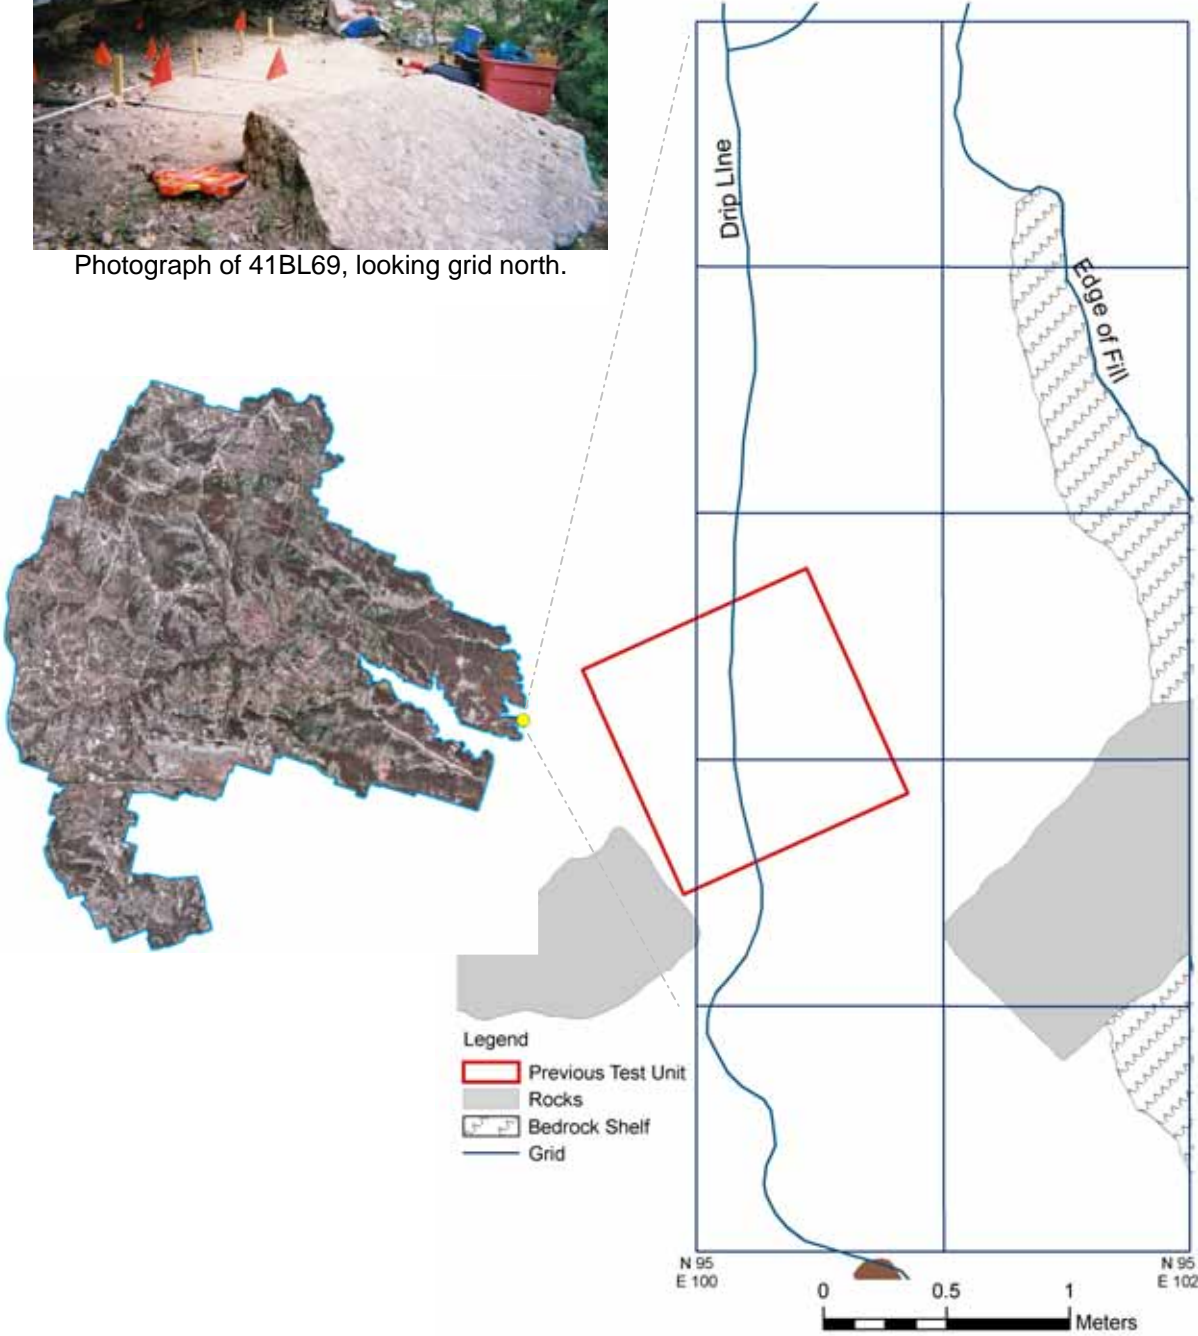 Photograph of 41BL69, looking grid north.
Drip LIne
Edge of Fill
Legend
Previous Test Unit
Rocks
Bedrock Shelf
Grid
N 95
E 100
N 95
E 102
0 0.5 1
Meters